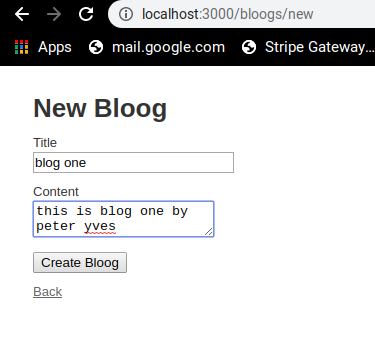 localhost:3000/bloogs/new
Apps mail.google.com Stripe Gateway...
New Bloog
Title
blog one
Content
this is blog one by
peter yves
Create Bloog
Back